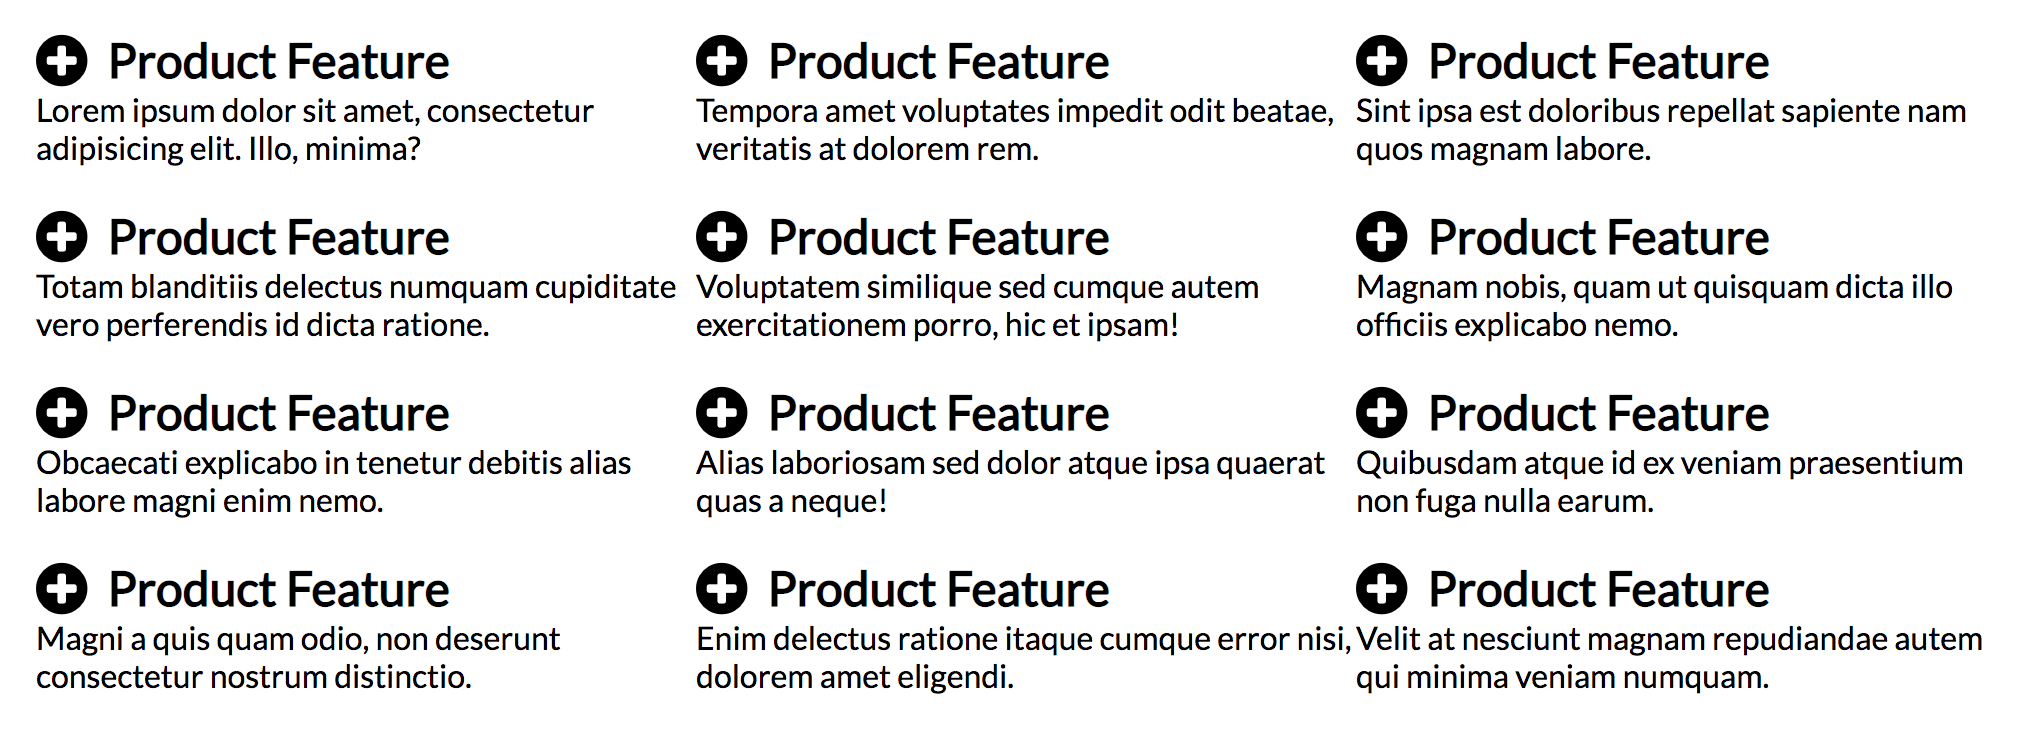 Product Feature
Lorem ipsum dolor sit amet, consectetur
adipisicing elit. Illo, minima?
Product Feature
Tempora amet voluptates impedit odit beatae,
veritatis at dolorem rem.
Product Feature
Sint ipsa est doloribus repellat sapiente nam
quos magnam labore.
Product Feature
Totam blanditiis delectus numquam cupiditate
vero perferendis id dicta ratione.
Product Feature
Voluptatem similique sed cumque autem
exercitationem porro, hic et ipsam!
Product Feature
Magnam nobis, quam ut quisquam dicta illo
officiis explicabo nemo.
Product Feature
Obcaecati explicabo in tenetur debitis alias
labore magni enim nemo.
Product Feature
Alias laboriosam sed dolor atque ipsa quaerat
quas a neque!
Product Feature
Quibusdam atque id ex veniam praesentium
non fuga nulla earum.
Product Feature
Magni a quis quam odio, non deserunt
consectetur nostrum distinctio.
Product Feature
Enim delectus ratione itaque cumque error nisi,
dolorem amet eligendi.
Product Feature
Velit at nesciunt magnam repudiandae autem
qui minima veniam numquam.